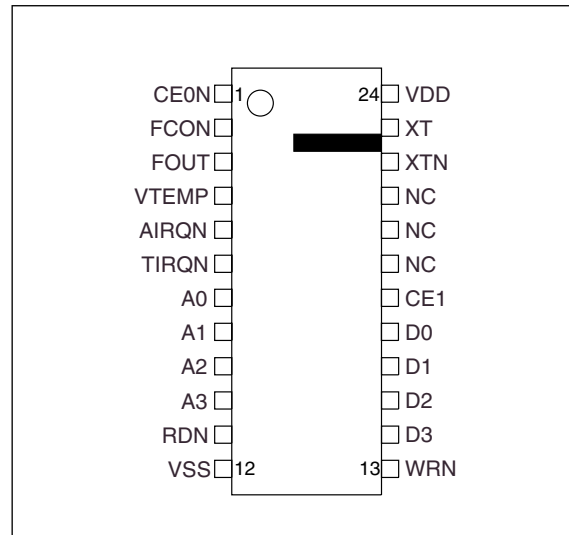 CE0N 1 24 VDD
FCON XT
FOUT XTN
VTEMP NC
AIRQN NC
TIRQN NC
A0 CE1
A1 D0
A2 D1
A3 D2
RDN D3
VSS 12 13 WRN